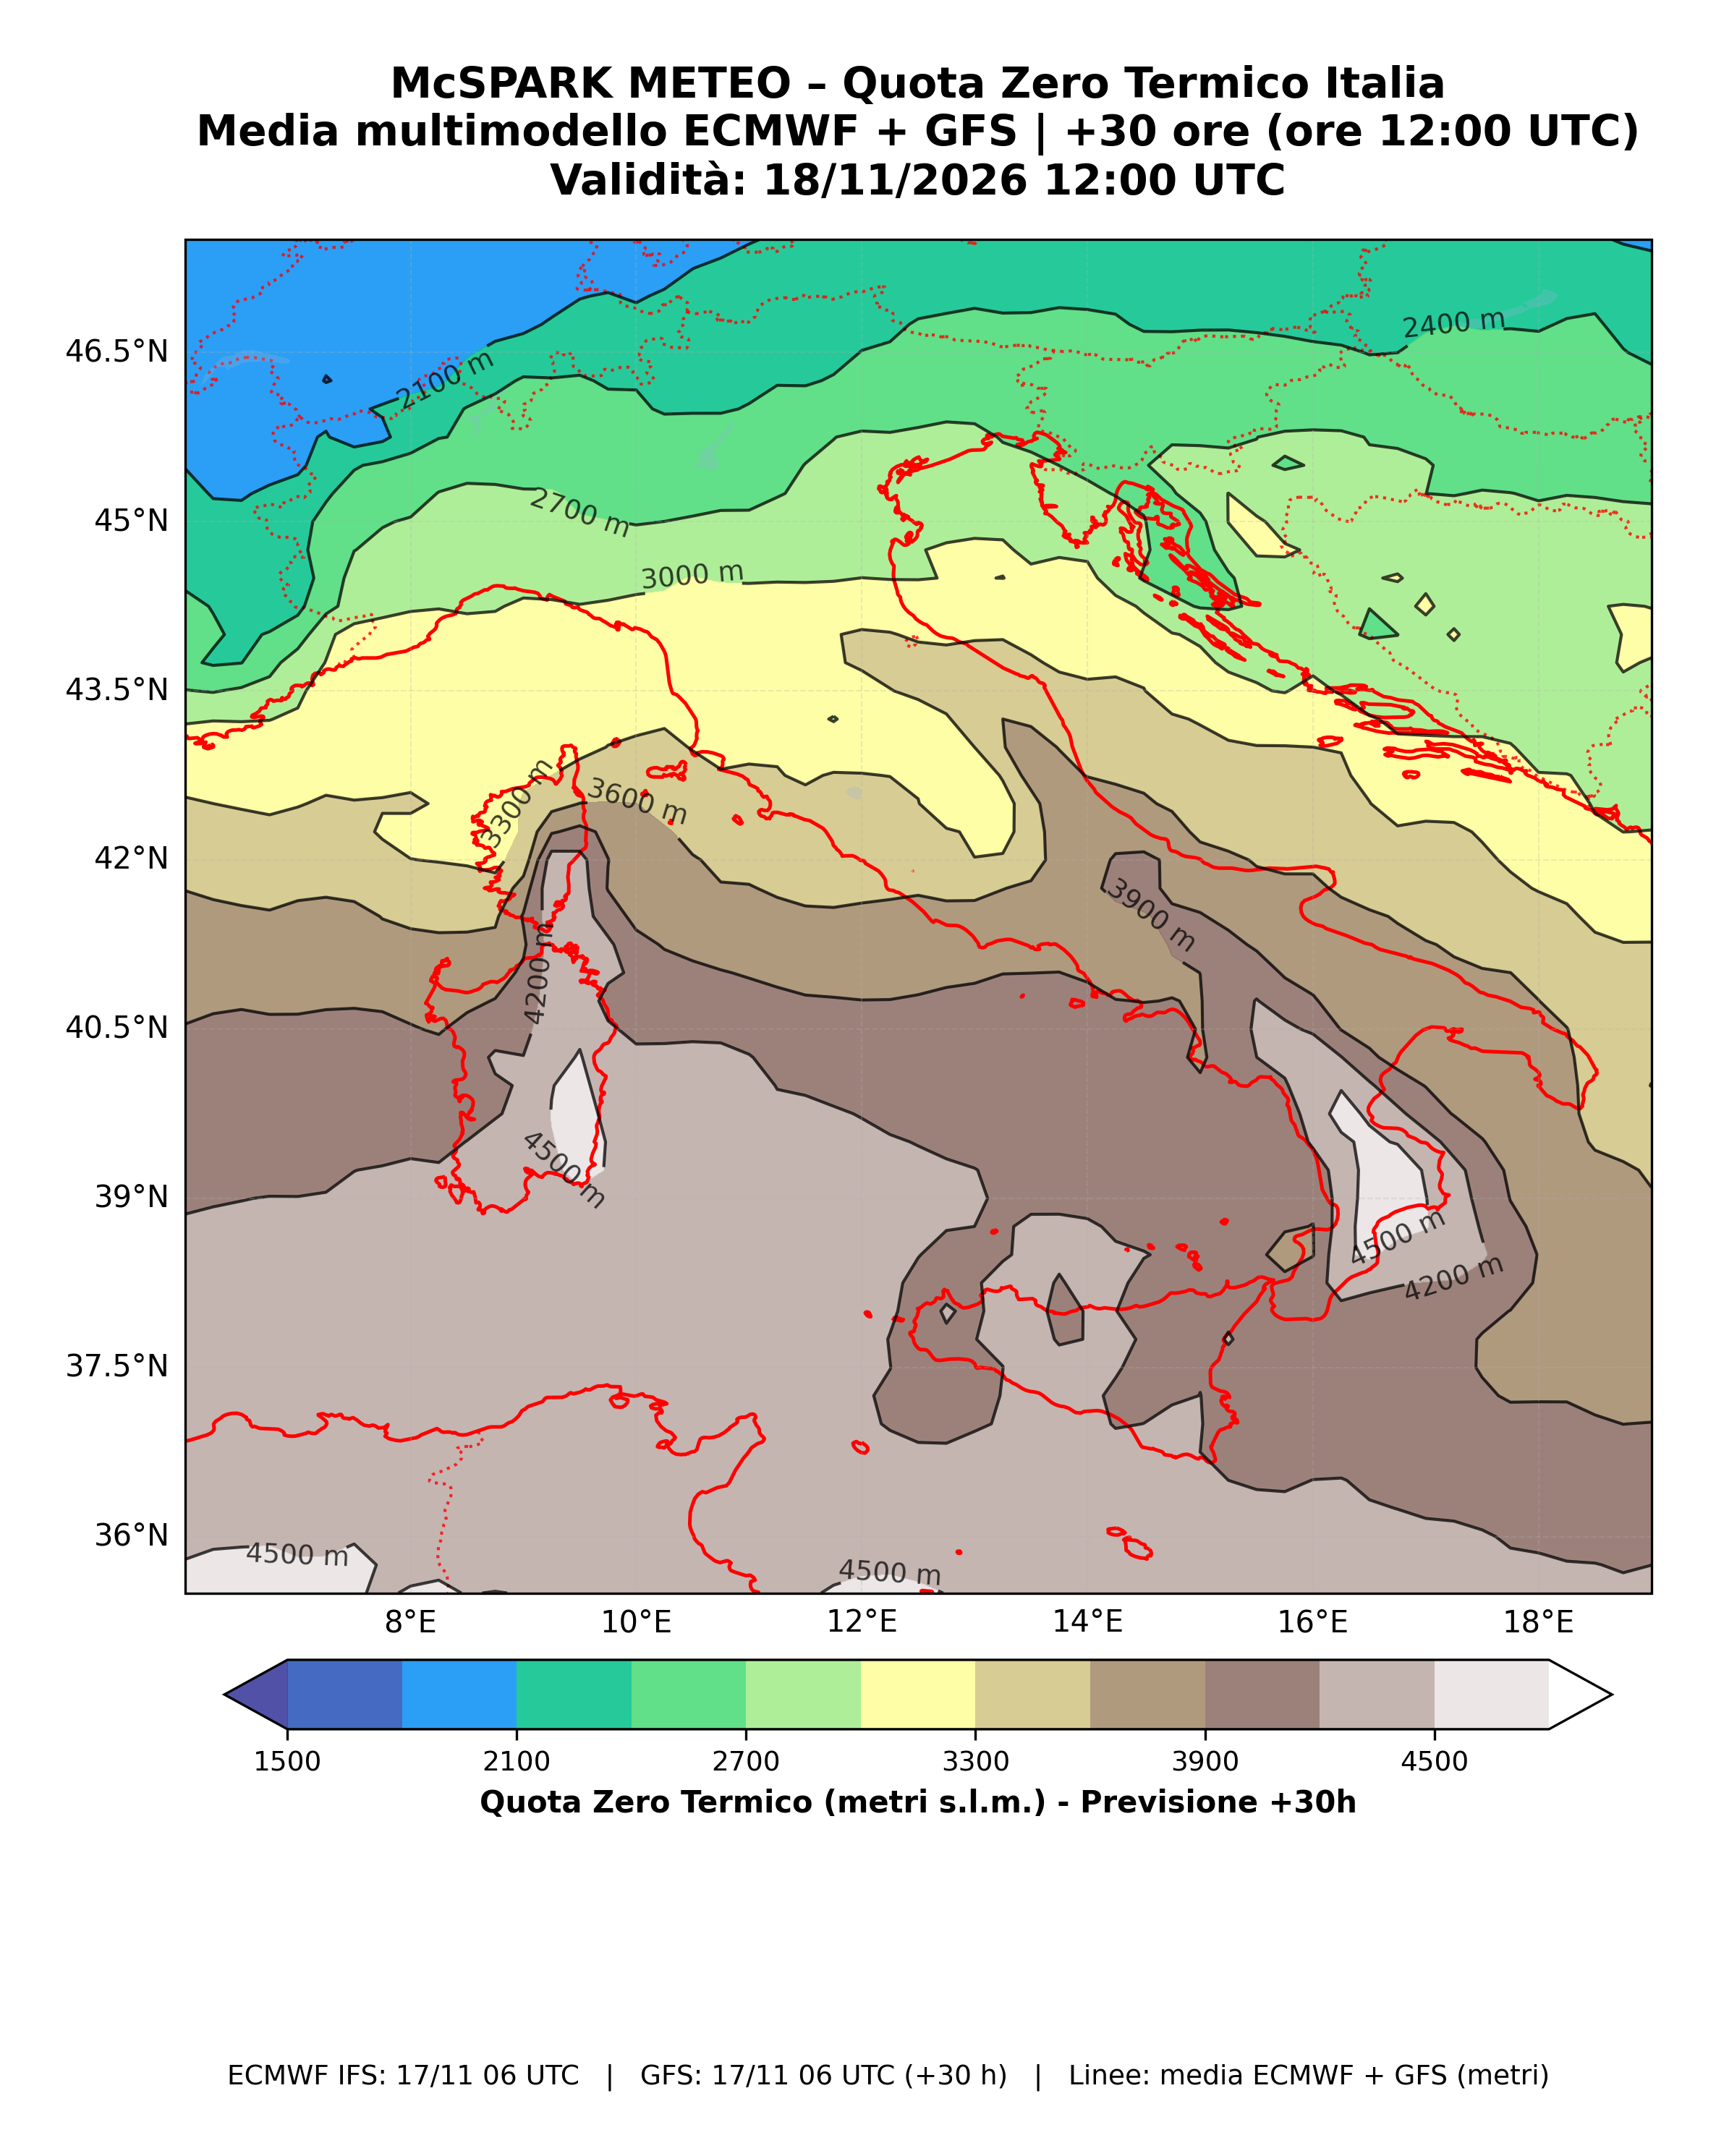 McSPARK METEO – Quota Zero Termico Italia
Media multimodello ECMWF + GFS | +30 ore (ore 12:00 UTC)
Validità: 18/11/2026 12:00 UTC
2400 m
46.5°N
2100 m
2700 m
45°N
3000 m
43.5°N
3300 m
3600 m
42°N
3900 m
4200 m
40.5°N
4500 m
39°N
4500 m
4200 m
37.5°N
36°N
4500 m
4500 m
8°E 10°E 12°E 14°E 16°E 18°E
1500 2100 2700 3300 3900 4500
Quota Zero Termico (metri s.l.m.) - Previsione +30h
ECMWF IFS: 17/11 06 UTC | GFS: 17/11 06 UTC (+30 h) | Linee: media ECMWF + GFS (metri)